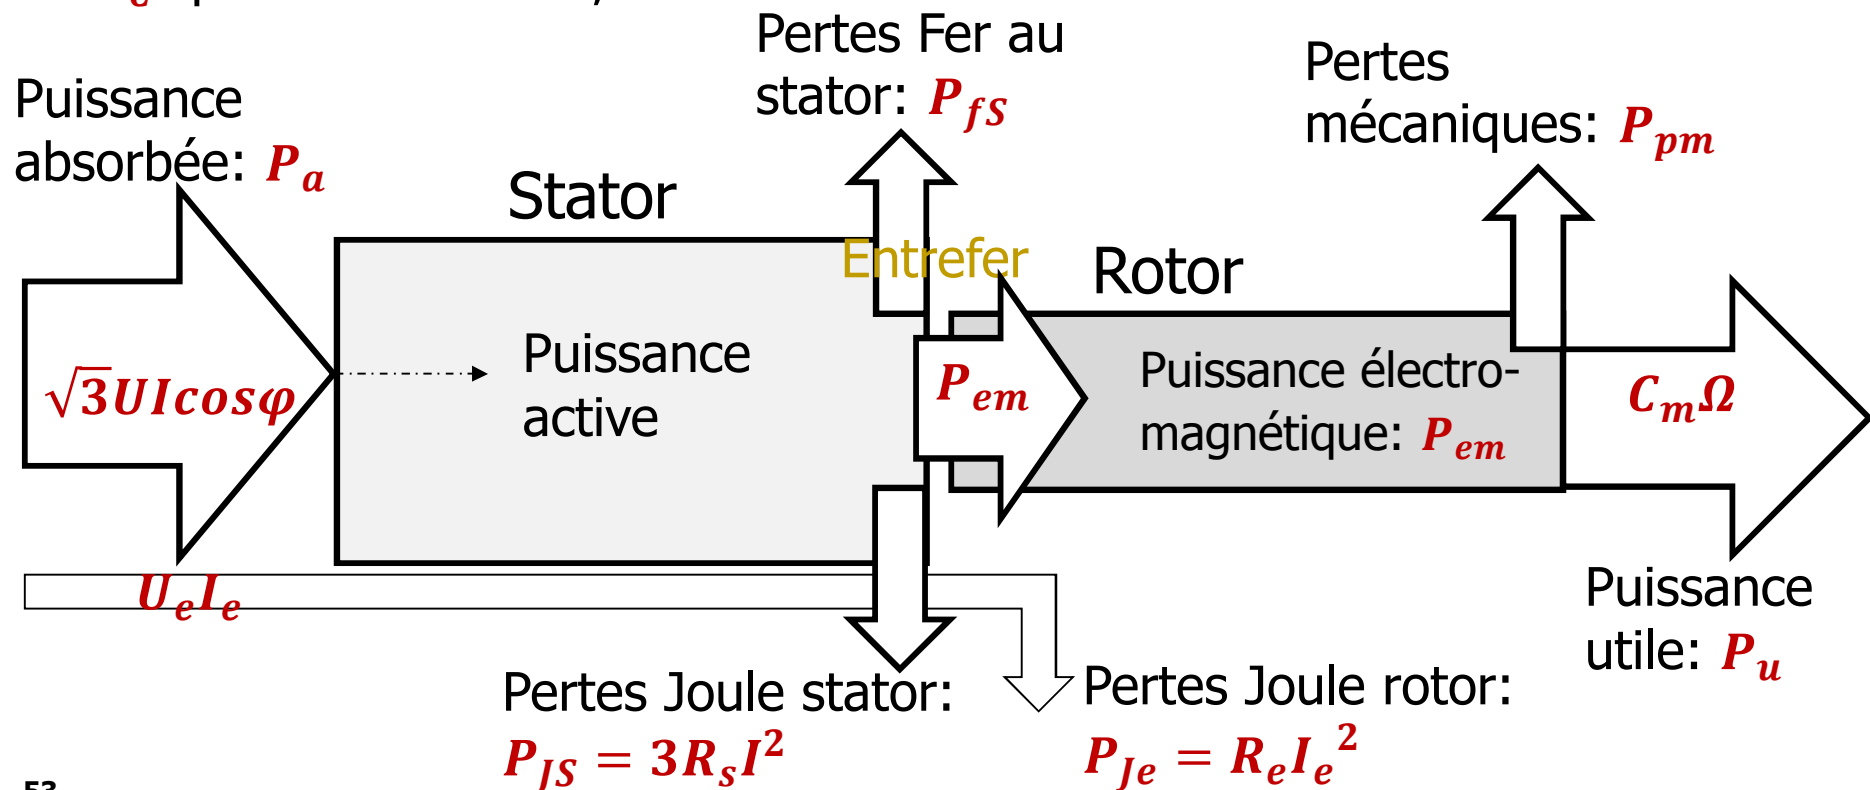 Pertes Fer au
stator: P_fS
Pertes
mécaniques: P_pm
Puissance
absorbée: P_a
Stator
Entrefer
Rotor
√3UIcosφ
Puissance
active
P_em
Puissance électro-
magnétique: P_em
C_mΩ
U_eI_e
Puissance
utile: P_u
Pertes Joule stator:
P_JS = 3R_sI²
Pertes Joule rotor:
P_Je = R_eI_e²
53